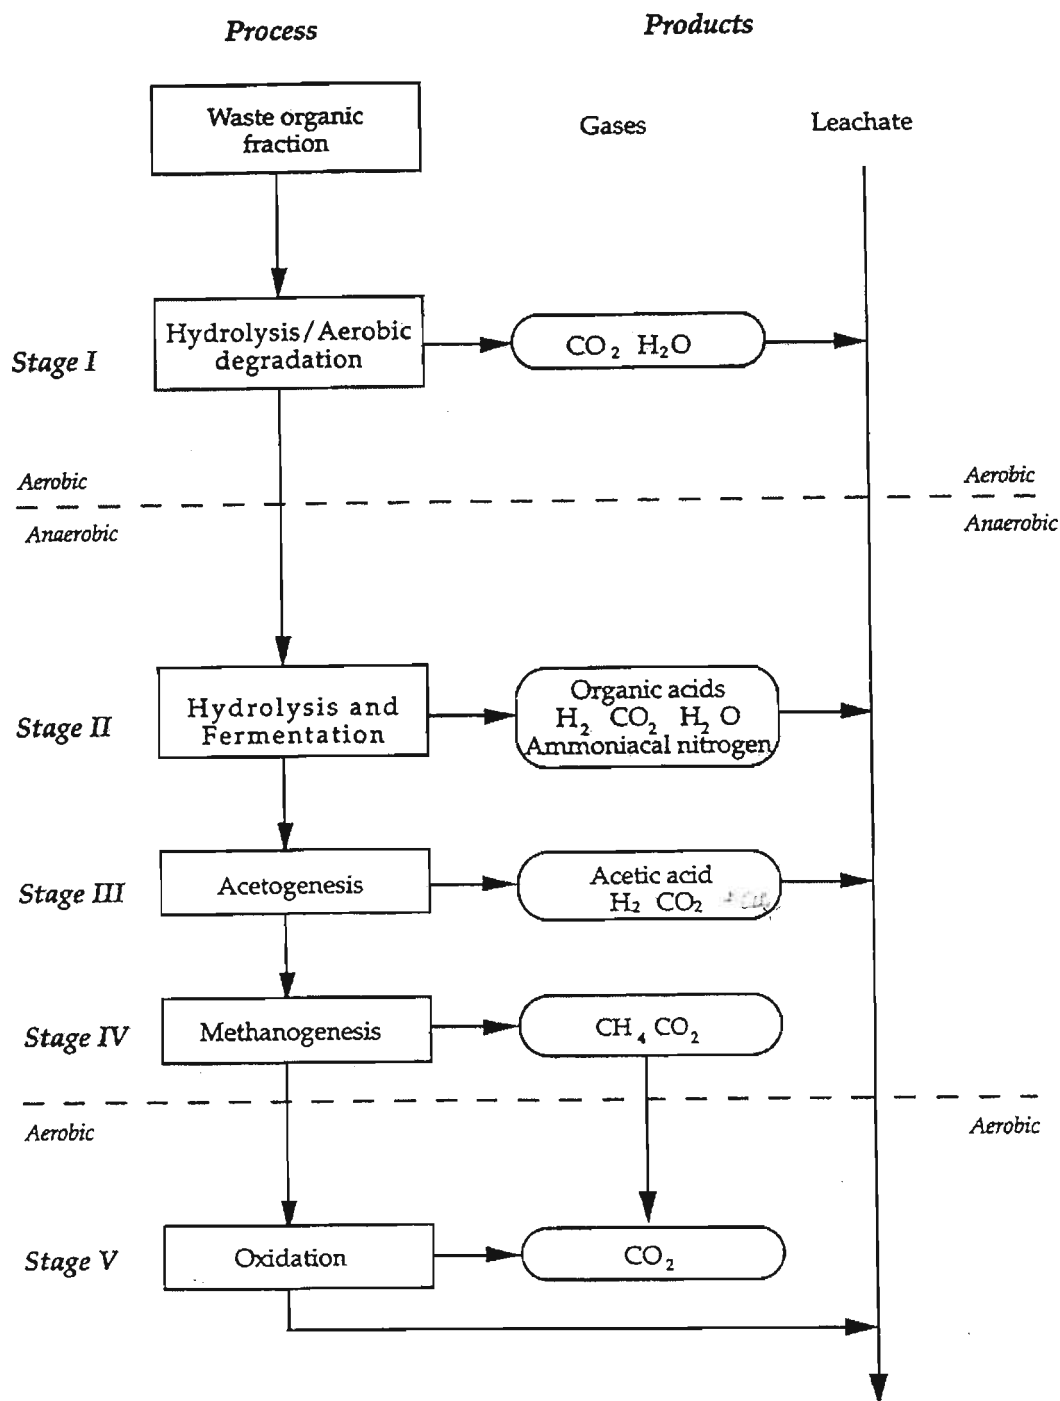 Process
Products
Waste organic
fraction
Gases
Leachate
Stage I
Hydrolysis/Aerobic
degradation
CO₂ H₂O
Aerobic
Aerobic
Anaerobic
Anaerobic
Stage II
Hydrolysis and
Fermentation
Organic acids
H₂ CO₂ H₂O
Ammoniacal nitrogen
Stage III
Acetogenesis
Acetic acid
H₂ CO₂
Stage IV
Methanogenesis
CH₄ CO₂
Aerobic
Aerobic
Stage V
Oxidation
CO₂